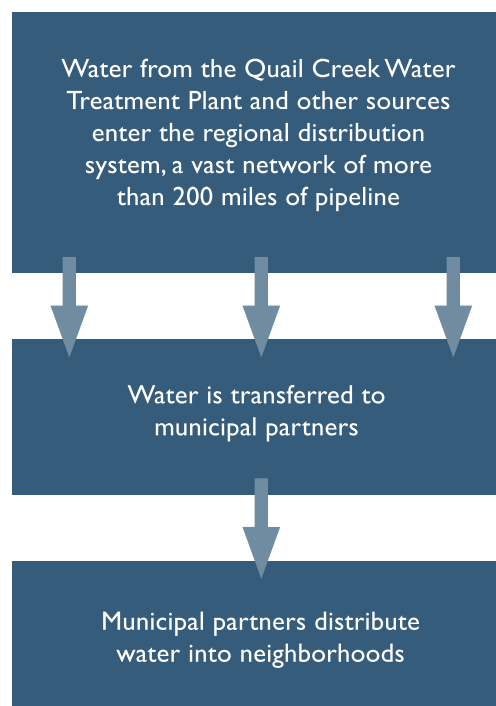 Water from the Quail Creek Water
Treatment Plant and other sources
enter the regional distribution
system, a vast network of more
than 200 miles of pipeline
Water is transferred to
municipal partners
Municipal partners distribute
water into neighborhoods